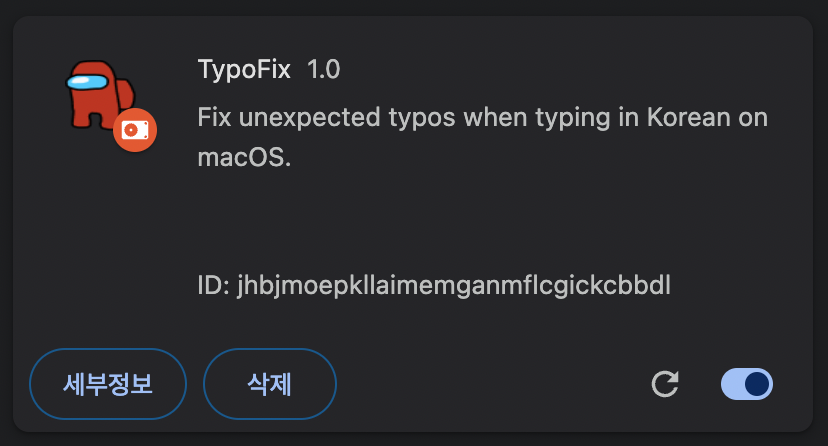 TypoFix 1.0
Fix unexpected typos when typing in Korean on
macOS.
ID: jhbjmoepkllaimemganmflcgickcbbdl
세부정보 삭제